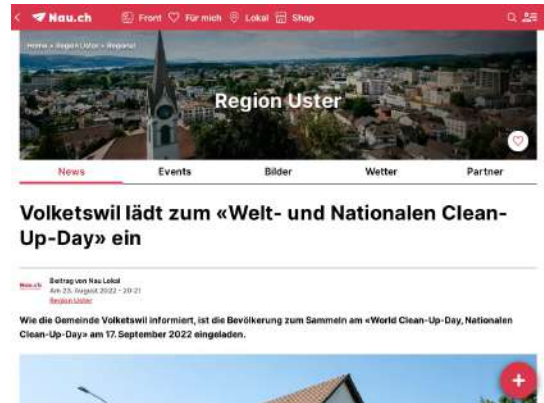 Nau.ch Front Für mich Lokal Shop
Home » Region Uster » Regional
Region Uster
News Events Bilder Wetter Partner
Volketswil lädt zum «Welt- und Nationalen Clean-
Up-Day» ein
Nau.ch
Beitrag von Nau Lokal
Am 23. August 2022 - 20:21
Region Uster
Wie die Gemeinde Volketswil informiert, ist die Bevölkerung zum Sammeln am «World Clean-Up-Day, Nationalen
Clean-Up-Day» am 17. September 2022 eingeladen.